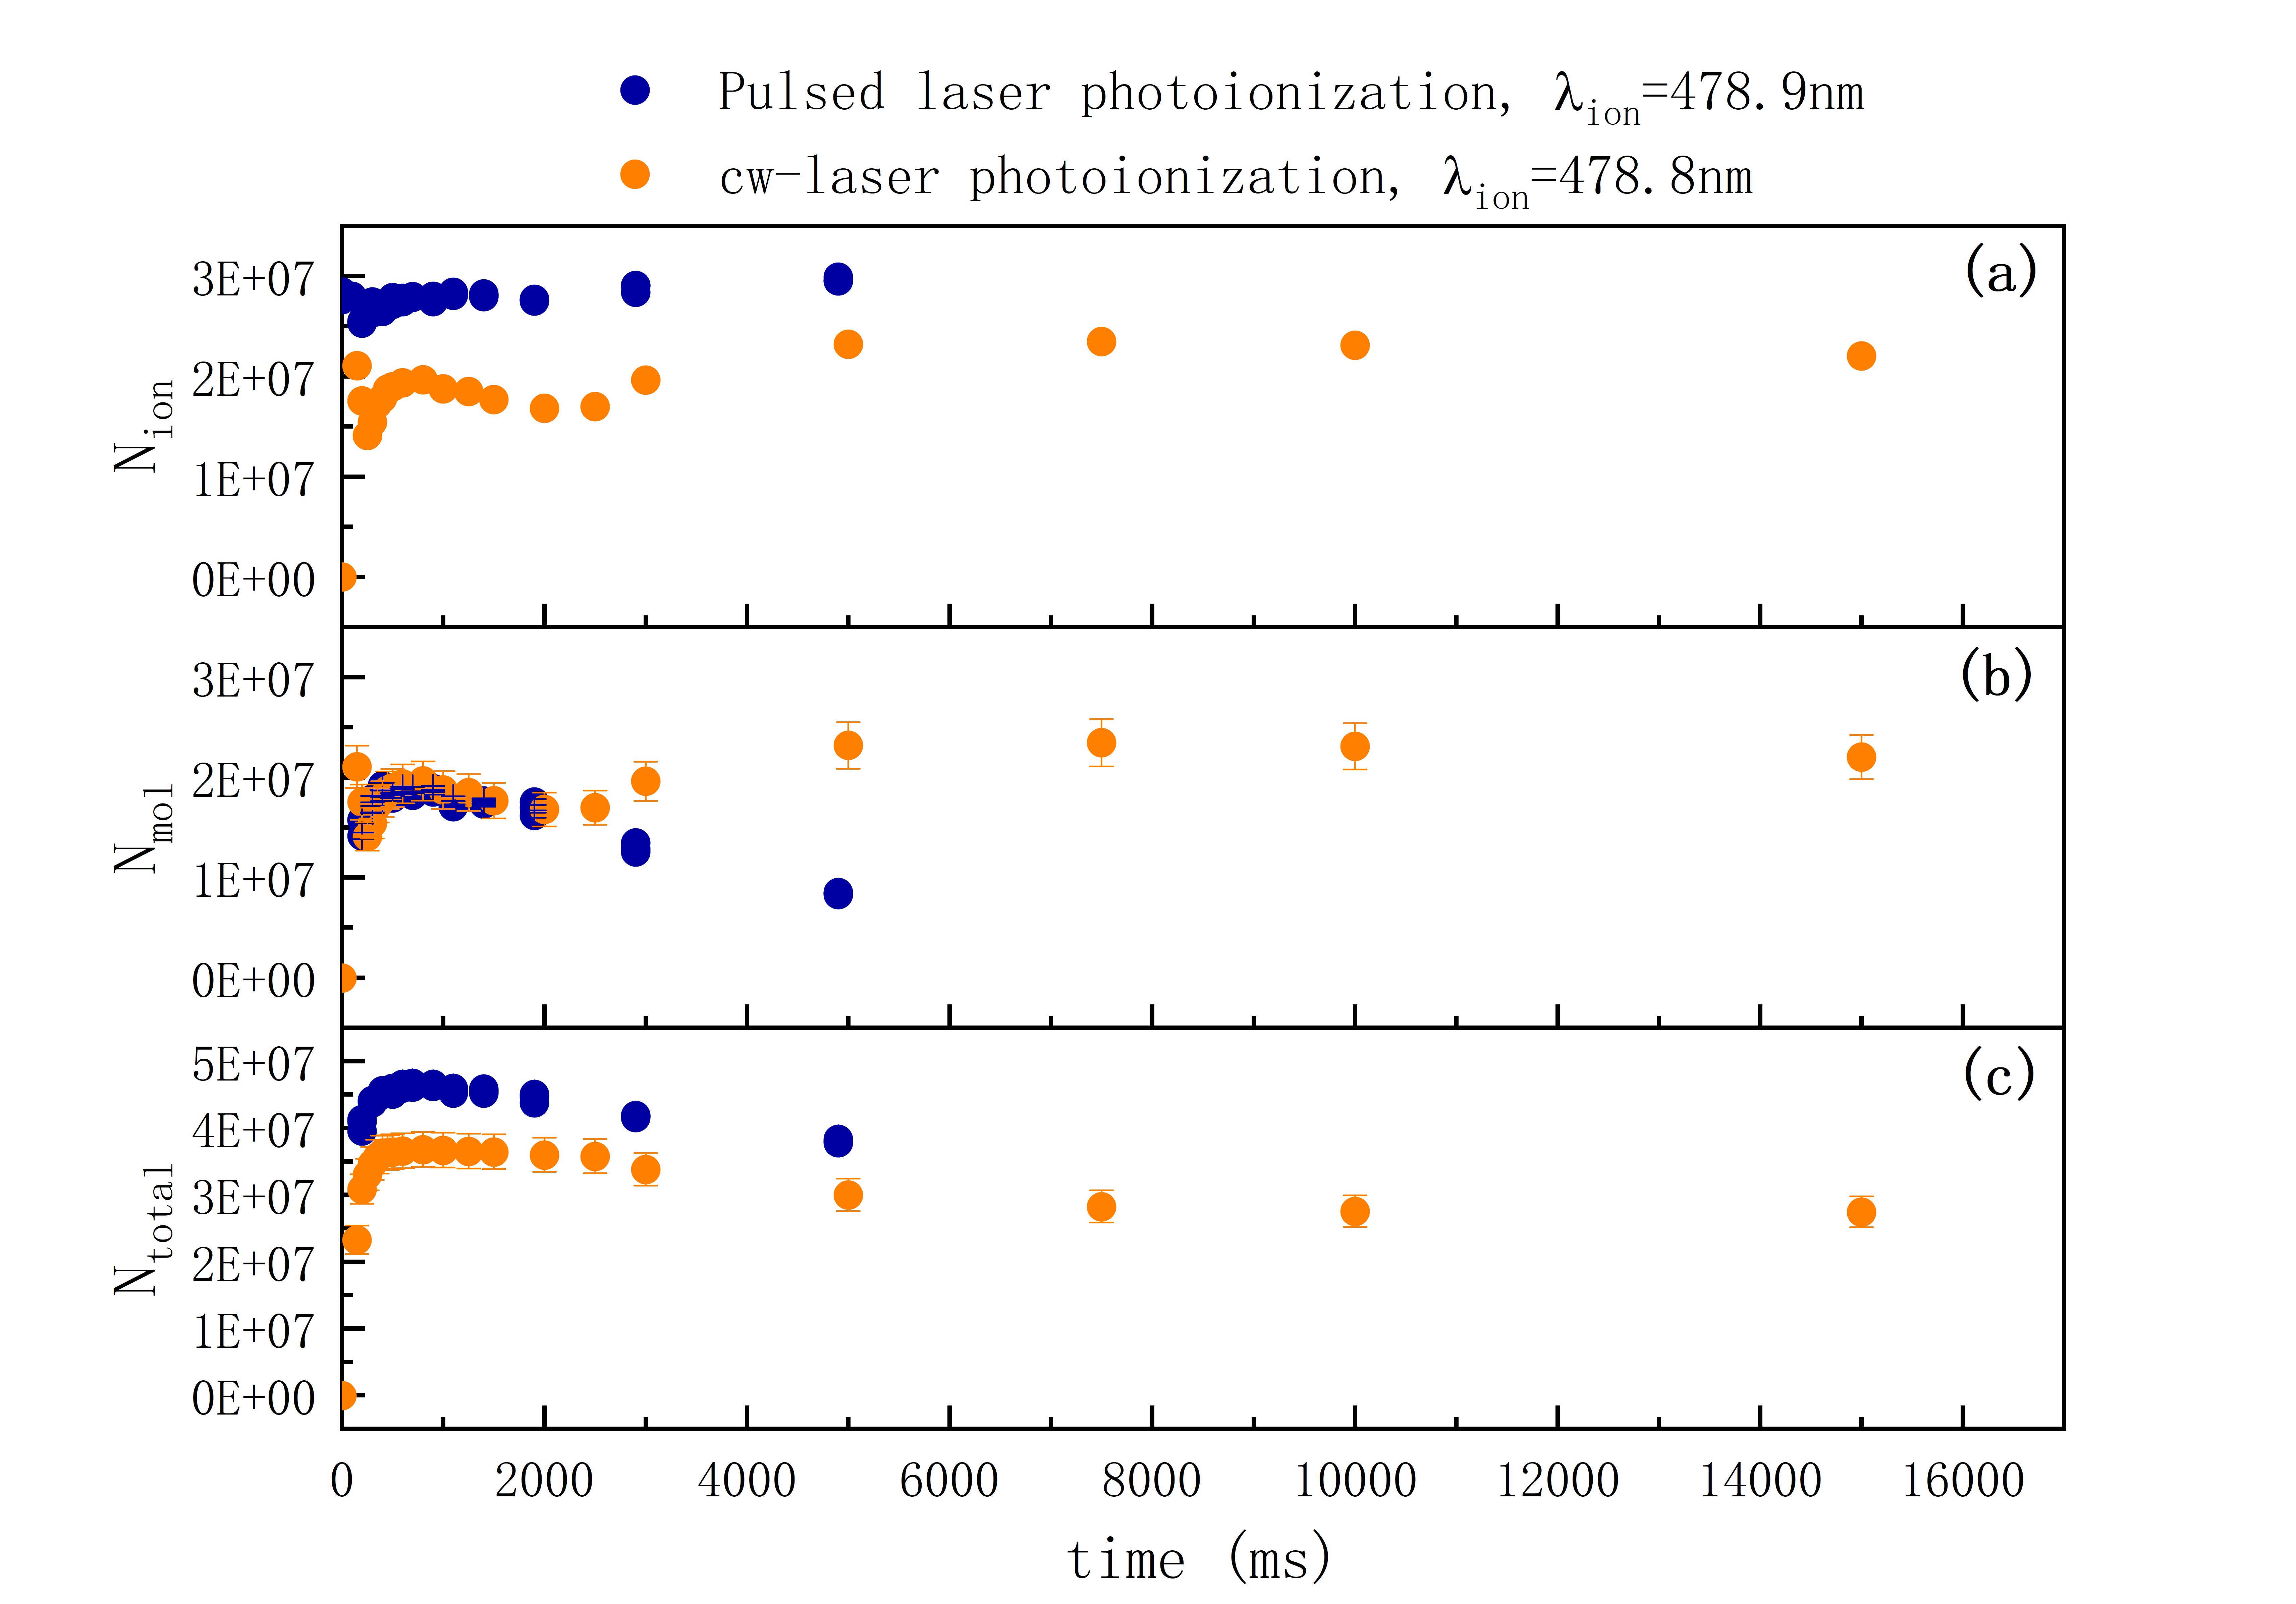 Pulsed laser photoionization, λion=478.9nm
cw-laser photoionization, λion=478.8nm
(a)
3E+07
2E+07
1E+07
0E+00
Nion
(b)
3E+07
2E+07
1E+07
0E+00
Nmol
(c)
5E+07
4E+07
3E+07
2E+07
1E+07
0E+00
Ntotal
0 2000 4000 6000 8000 10000 12000 14000 16000
time (ms)